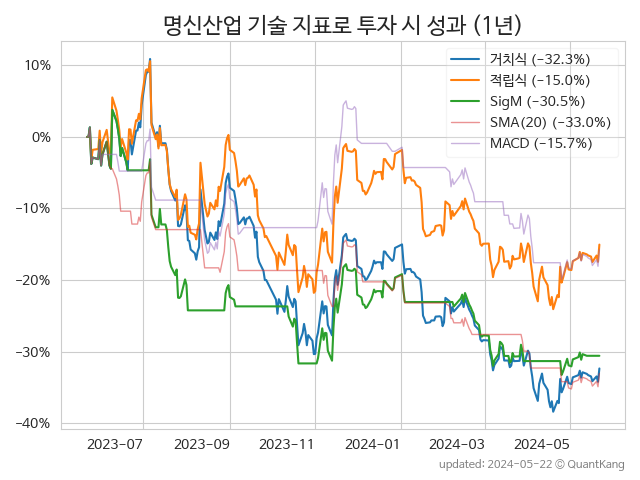 명신산업 기술 지표로 투자 시 성과 (1년)
거치식 (−32.3%)
적립식 (−15.0%)
SigM (−30.5%)
SMA(20) (−33.0%)
MACD (−15.7%)
10%
0%
−10%
−20%
−30%
−40%
2023-07 2023-09 2023-11 2024-01 2024-03 2024-05
updated: 2024-05-22 © QuantKang